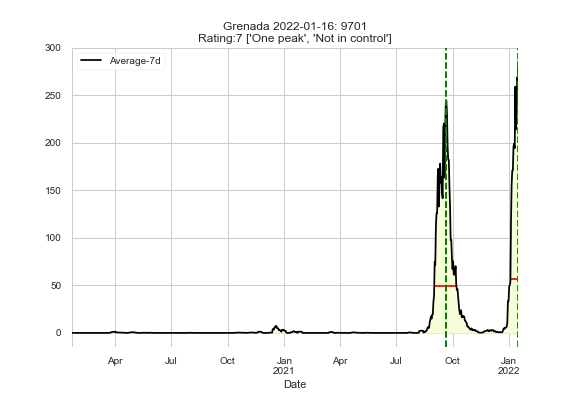 Grenada 2022-01-16: 9701
Rating:7 ['One peak', 'Not in control']
Average-7d
300
250
200
150
100
50
0
Apr Jul Oct Jan Apr Jul Oct Jan
2021 2022
Date